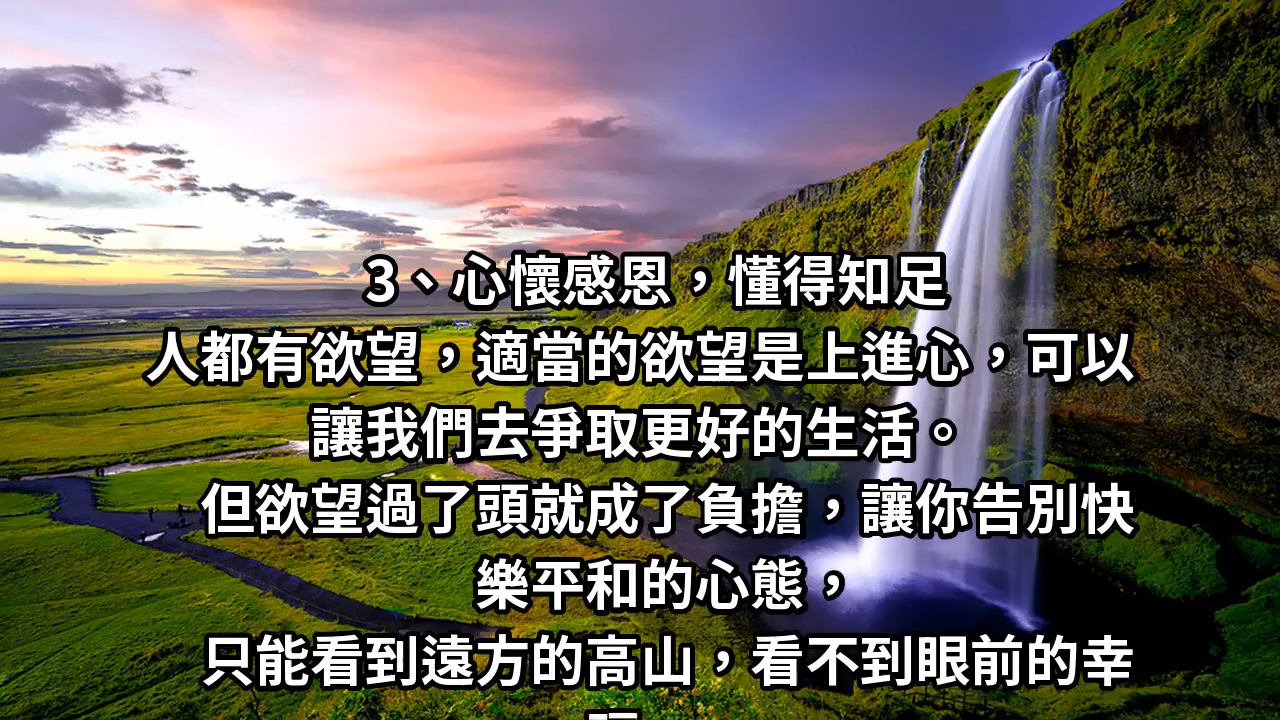 3、心懷感恩，懂得知足
人都有欲望，適當的欲望是上進心，可以
讓我們去爭取更好的生活。
但欲望過了頭就成了負擔，讓你告別快
樂平和的心態，
只能看到遠方的高山，看不到眼前的幸